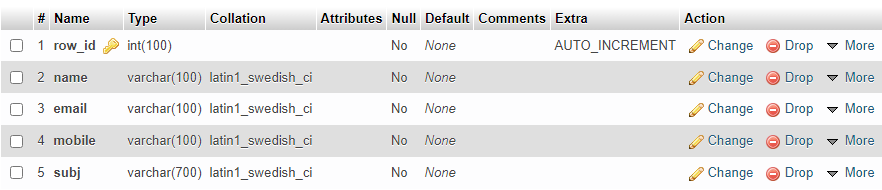 # Name Type Collation Attributes Null Default Comments Extra Action
1 row_id int(100) No None AUTO_INCREMENT Change Drop More
2 name varchar(100) latin1_swedish_ci No None Change Drop More
3 email varchar(100) latin1_swedish_ci No None Change Drop More
4 mobile varchar(100) latin1_swedish_ci No None Change Drop More
5 subj varchar(700) latin1_swedish_ci No None Change Drop More